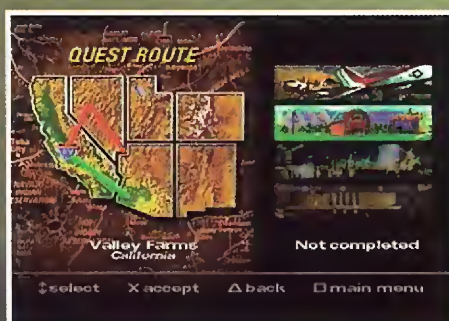 QUEST ROUTE
Valley Farms
California
Not completed
select X accept △ back □ main menu